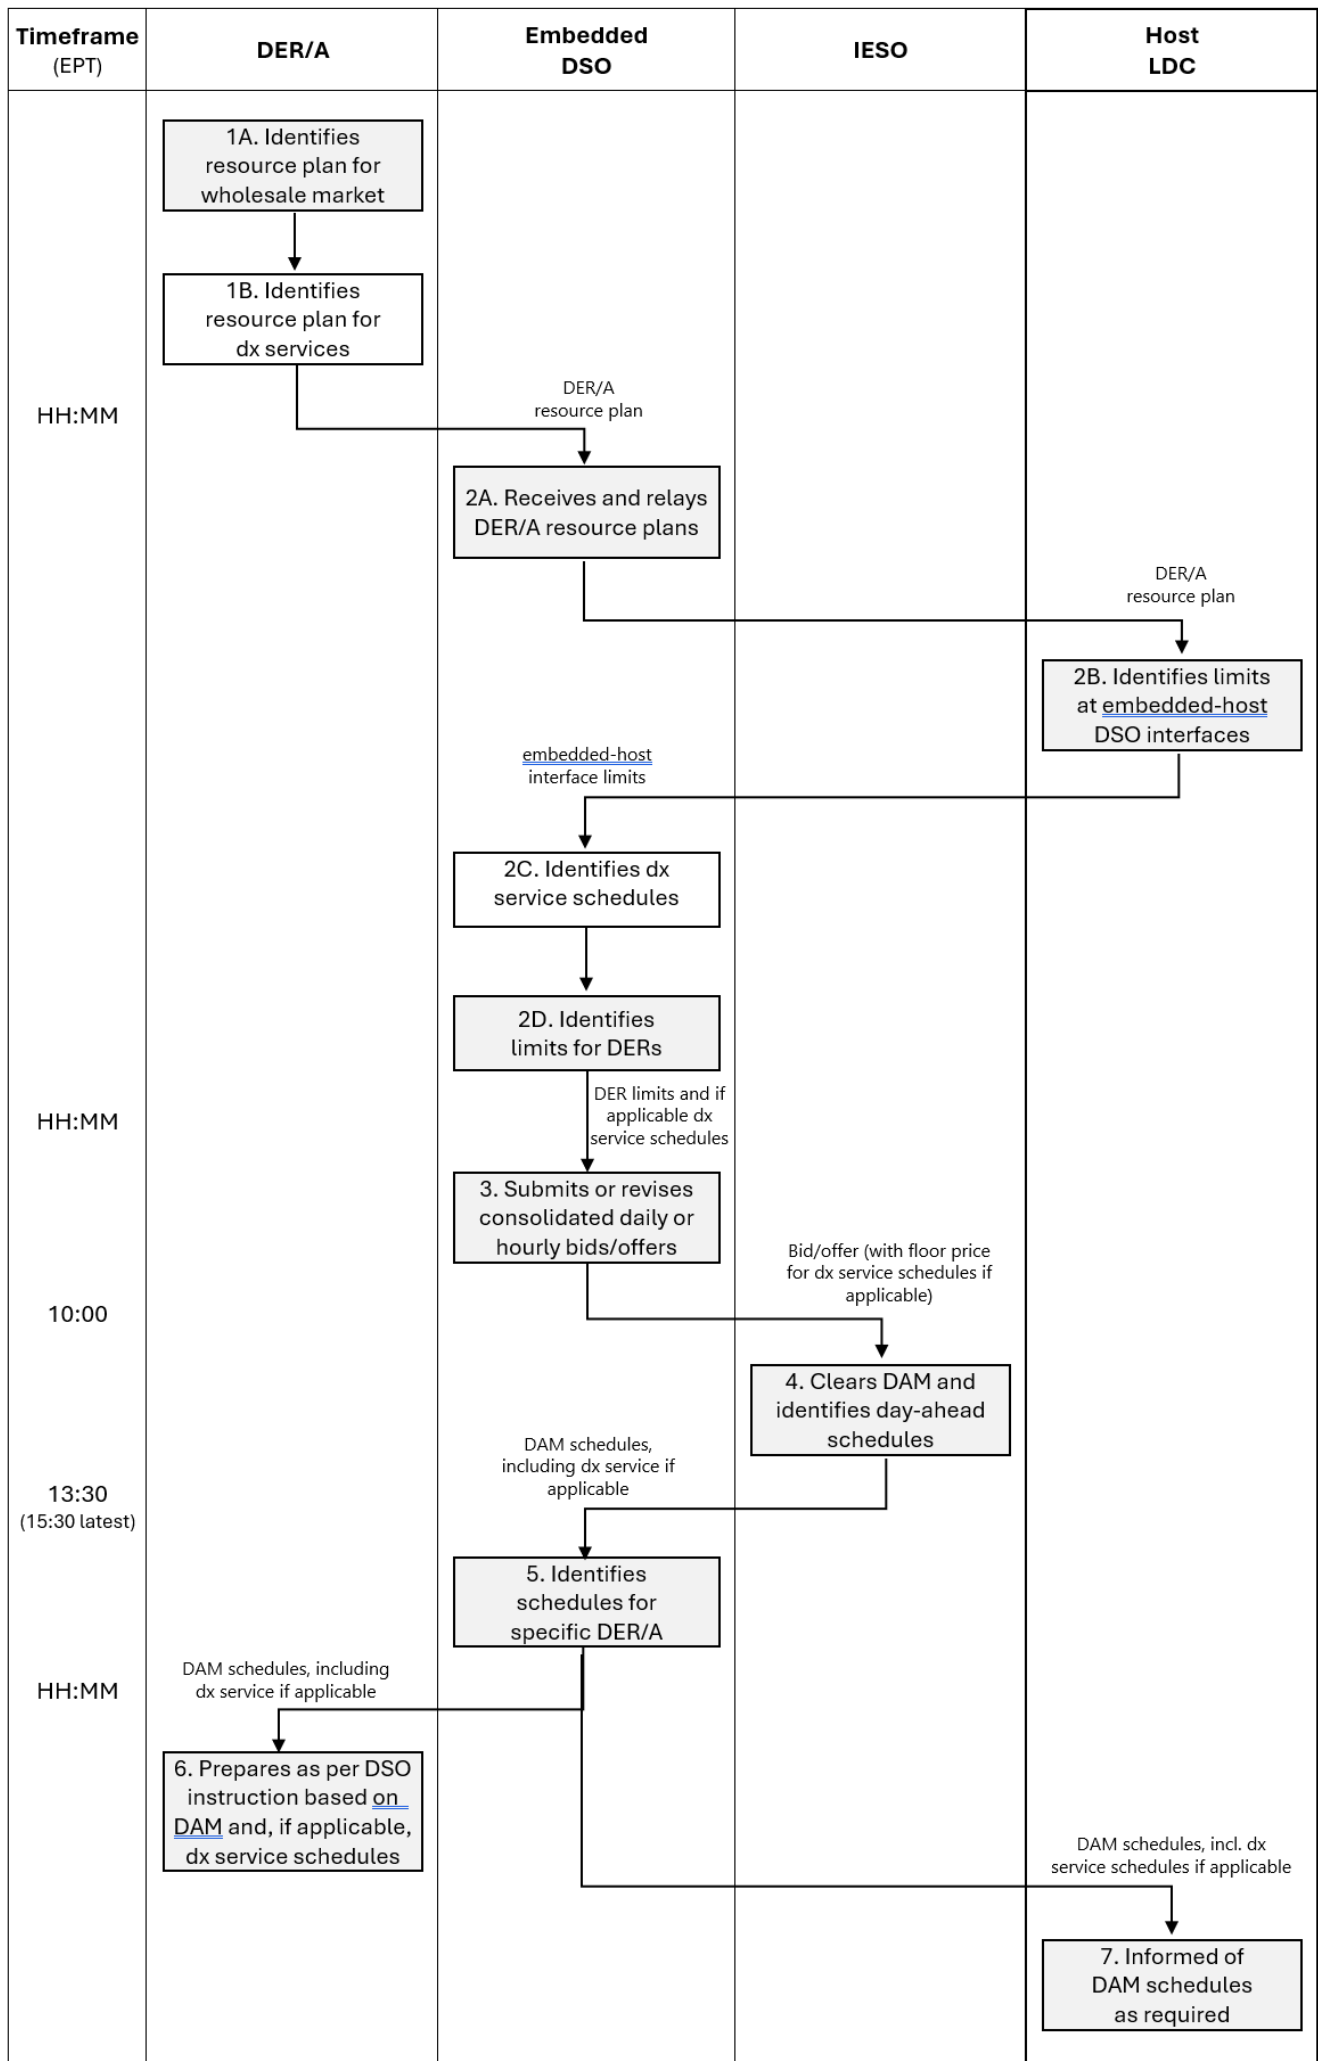 Timeframe
(EPT)
DER/A
Embedded
DSO
IESO
Host
LDC
1A. Identifies
resource plan for
wholesale market
1B. Identifies
resource plan for
dx services
HH:MM
DER/A
resource plan
2A. Receives and relays
DER/A resource plans
DER/A
resource plan
2B. Identifies limits
at embedded-host
DSO interfaces
embedded-host
interface limits
2C. Identifies dx
service schedules
2D. Identifies
limits for DERs
HH:MM
DER limits and if
applicable dx
service schedules
3. Submits or revises
consolidated daily or
hourly bids/offers
Bid/offer (with floor price
for dx service schedules if
applicable)
10:00
4. Clears DAM and
identifies day-ahead
schedules
DAM schedules,
including dx service if
applicable
13:30
(15:30 latest)
5. Identifies
schedules for
specific DER/A
HH:MM
DAM schedules, including
dx service if applicable
6. Prepares as per DSO
instruction based on
DAM and, if applicable,
dx service schedules
DAM schedules, incl. dx
service schedules if applicable
7. Informed of
DAM schedules
as required